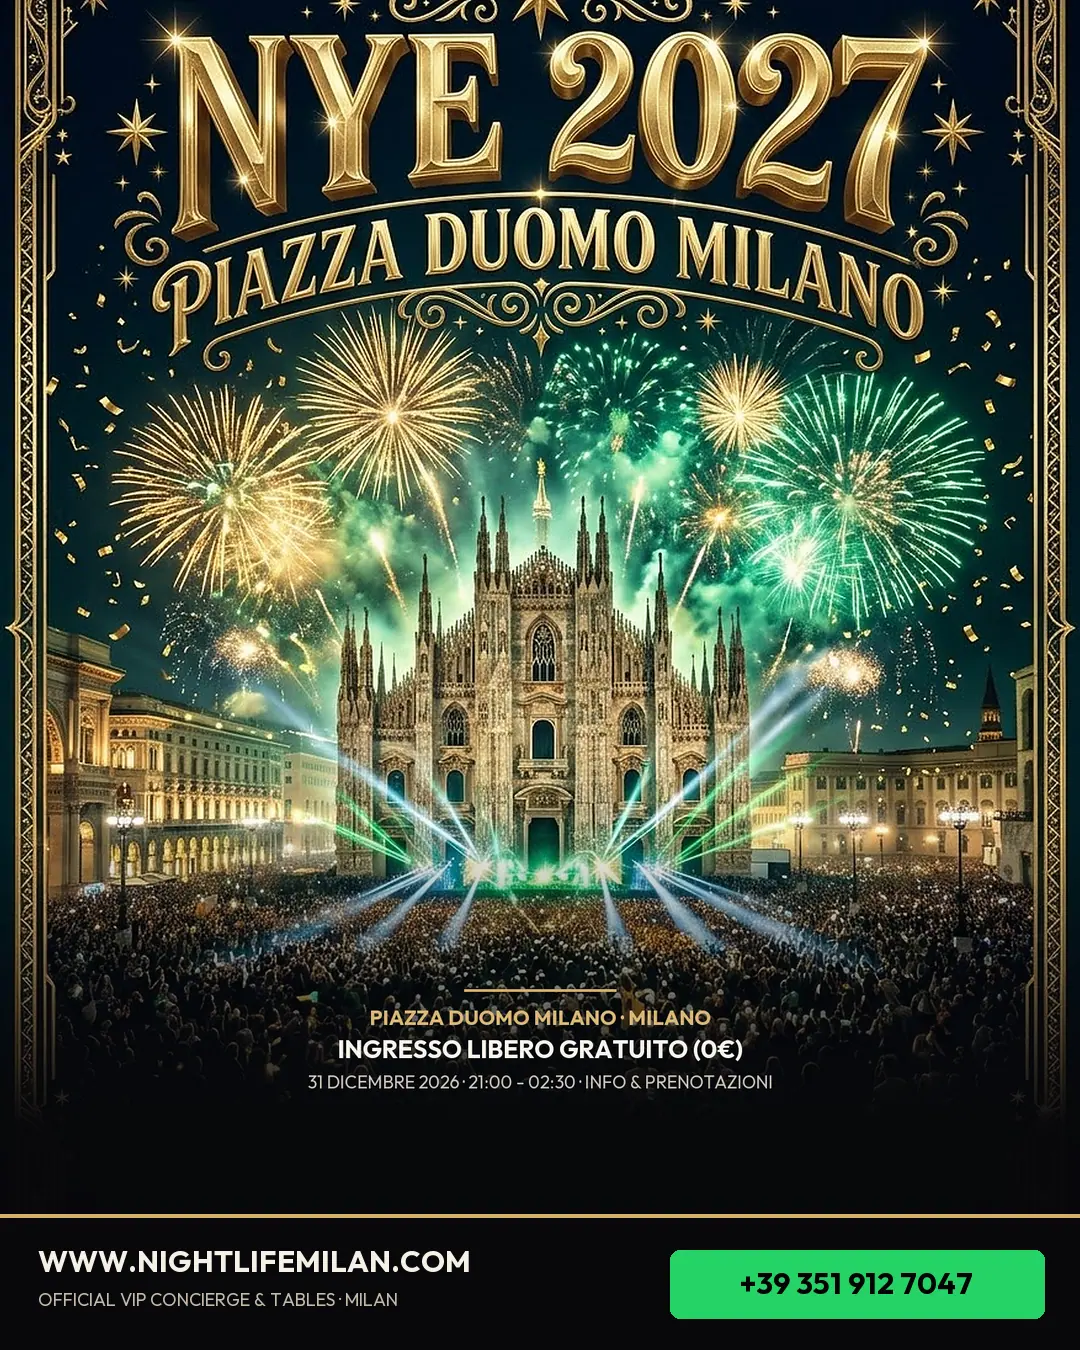 NYE 2027
PIAZZA DUOMO MILANO
PIAZZA DUOMO MILANO · MILANO
INGRESSO LIBERO GRATUITO (0€)
31 DICEMBRE 2026 · 21:00 - 02:30 · INFO & PRENOTAZIONI
WWW.NIGHTLIFEMILAN.COM
OFFICIAL VIP CONCIERGE & TABLES · MILAN
+39 351 912 7047